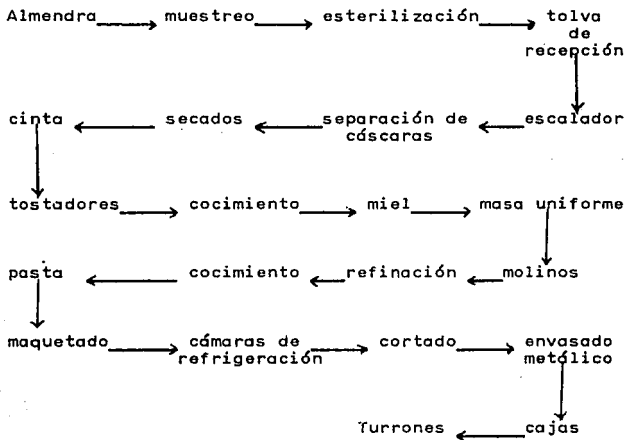 Almendra muestreo esterilización tolva
de
recepción
cinta secados separación de escalador
cáscaras
tostadores cocimiento miel masa uniforme
pasta cocimiento refinación molinos
maquetado cámaras de cortado envasado
refrigeración metálico
Turrones cajas